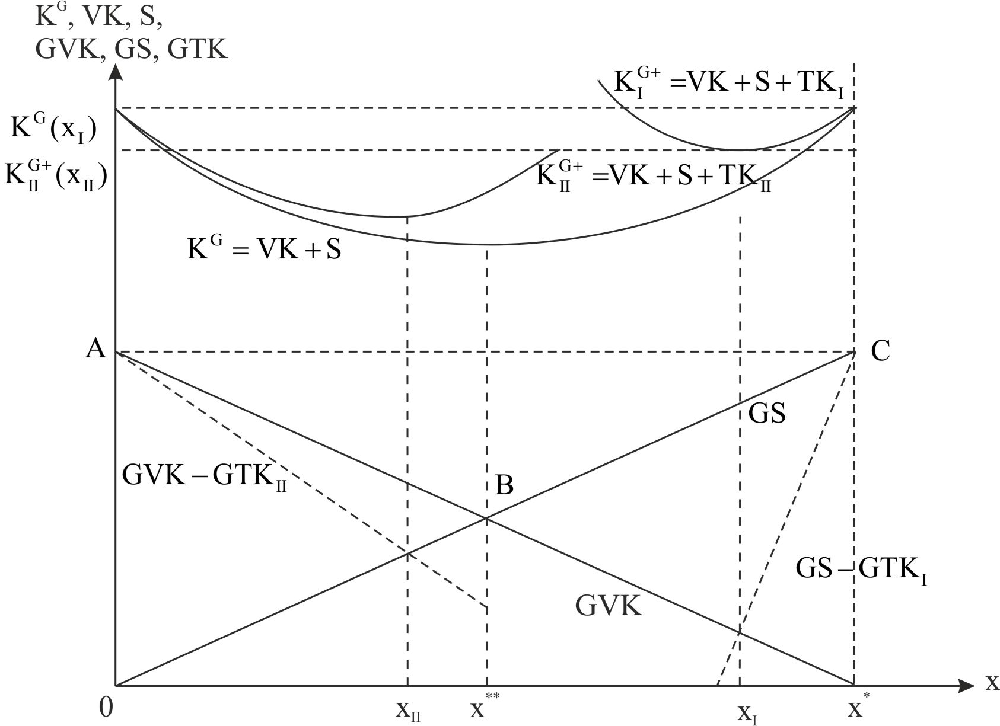 K^G, VK, S,
GVK, GS, GTK
K_I^{G+} =VK + S + TK_I
K^G(x_I)
K_II^{G+}(x_II)
K_II^{G+} =VK + S + TK_II
K^G = VK + S
A
C
GS
GVK – GTK_II
B
GS – GTK_I
GVK
x
0
x_II
x**
x_I
x*